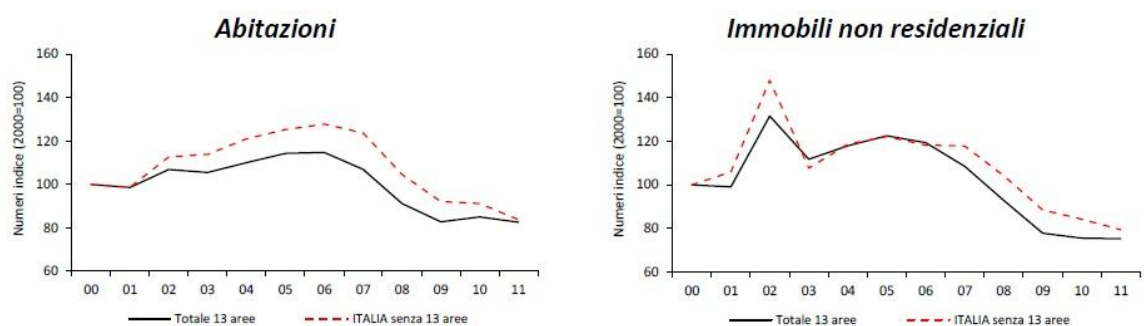 Abitazioni
Numeri indice (2000=100)
160
140
120
100
80
60
00 01 02 03 04 05 06 07 08 09 10 11
Totale 13 aree ITALIA senza 13 aree
Immobili non residenziali
Numeri indice (2000=100)
160
140
120
100
80
60
00 01 02 03 04 05 06 07 08 09 10 11
Totale 13 aree ITALIA senza 13 aree